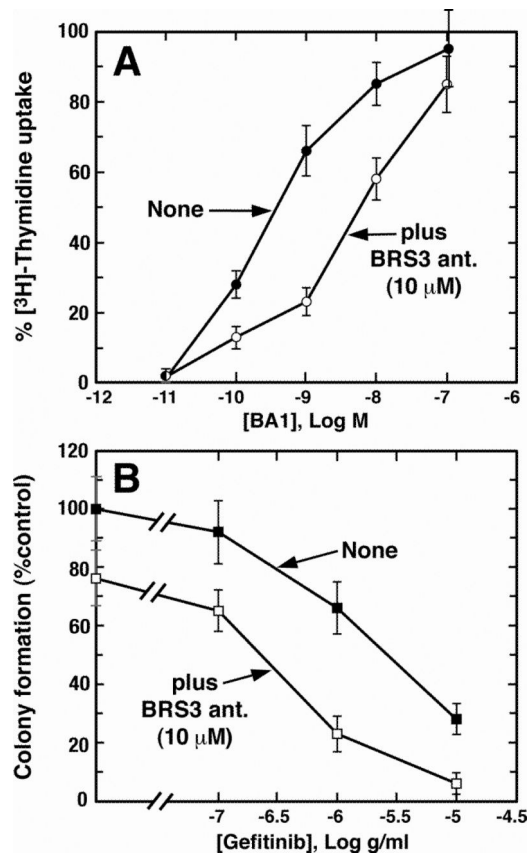 A
% [³H]-Thymidine uptake
100
80
60
40
20
0
None
plus
BRS3 ant.
(10 μM)
-12 -11 -10 -9 -8 -7 -6
[BA1], Log M
B
Colony formation (%control)
120
100
80
60
40
20
0
None
plus
BRS3 ant.
(10 μM)
-7 -6.5 -6 -5.5 -5 -4.5
[Gefitinib], Log g/ml